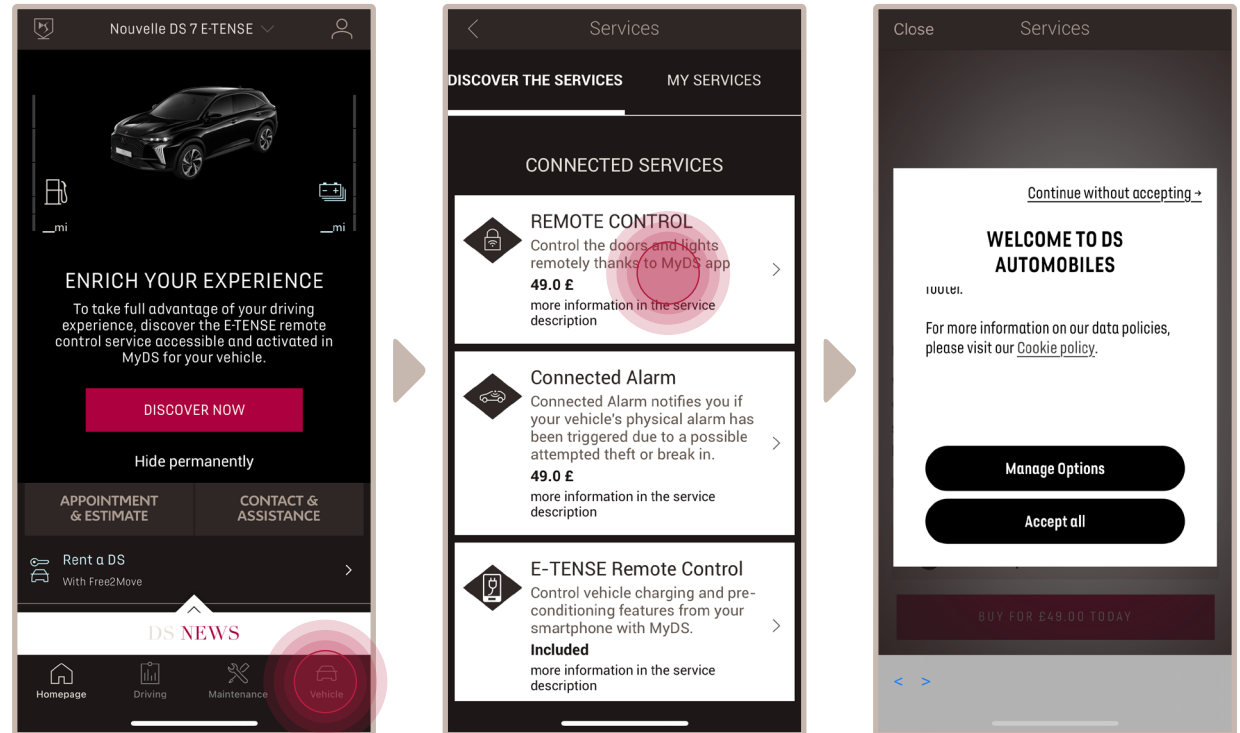 Nouvelle DS 7 E-TENSE
__mi
__mi
ENRICH YOUR EXPERIENCE
To take full advantage of your driving
experience, discover the E-TENSE remote
control service accessible and activated in
MyDS for your vehicle.
DISCOVER NOW
Hide permanently
APPOINTMENT
& ESTIMATE
CONTACT &
ASSISTANCE
Rent a DS
With Free2Move
DS NEWS
Homepage
Driving
Maintenance
Vehicle
Services
DISCOVER THE SERVICES
MY SERVICES
CONNECTED SERVICES
REMOTE CONTROL
Control the doors and lights
remotely thanks to MyDS app
49.0 £
more information in the service
description
Connected Alarm
Connected Alarm notifies you if
your vehicle's physical alarm has
been triggered due to a possible
attempted theft or break in.
49.0 £
more information in the service
description
E-TENSE Remote Control
Control vehicle charging and pre-
conditioning features from your
smartphone with MyDS.
Included
more information in the service
description
Close
Services
Continue without accepting →
WELCOME TO DS
AUTOMOBILES
footer.
For more information on our data policies,
please visit our Cookie policy.
Manage Options
Accept all
BUY FOR £49.00 TODAY
< >